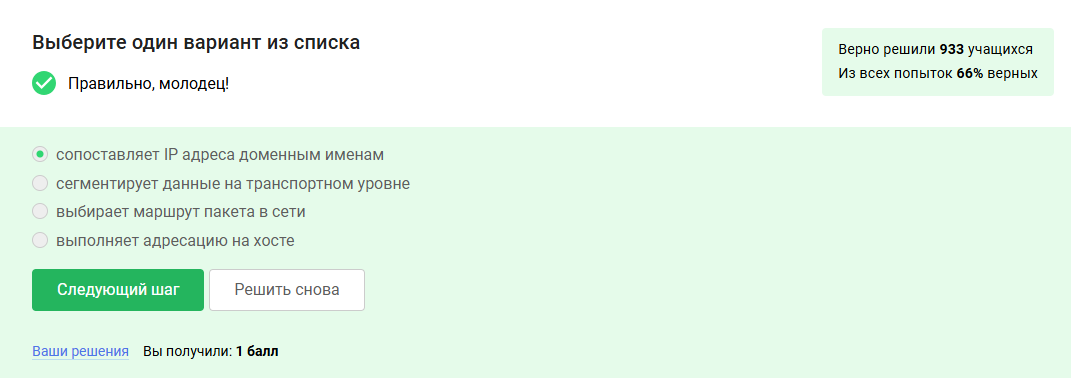 Выберите один вариант из списка
Верно решили 933 учащихся
Из всех попыток 66% верных
Правильно, молодец!
сопоставляет IP адреса доменным именам
сегментирует данные на транспортном уровне
выбирает маршрут пакета в сети
выполняет адресацию на хосте
Следующий шаг
Решить снова
Ваши решения Вы получили: 1 балл